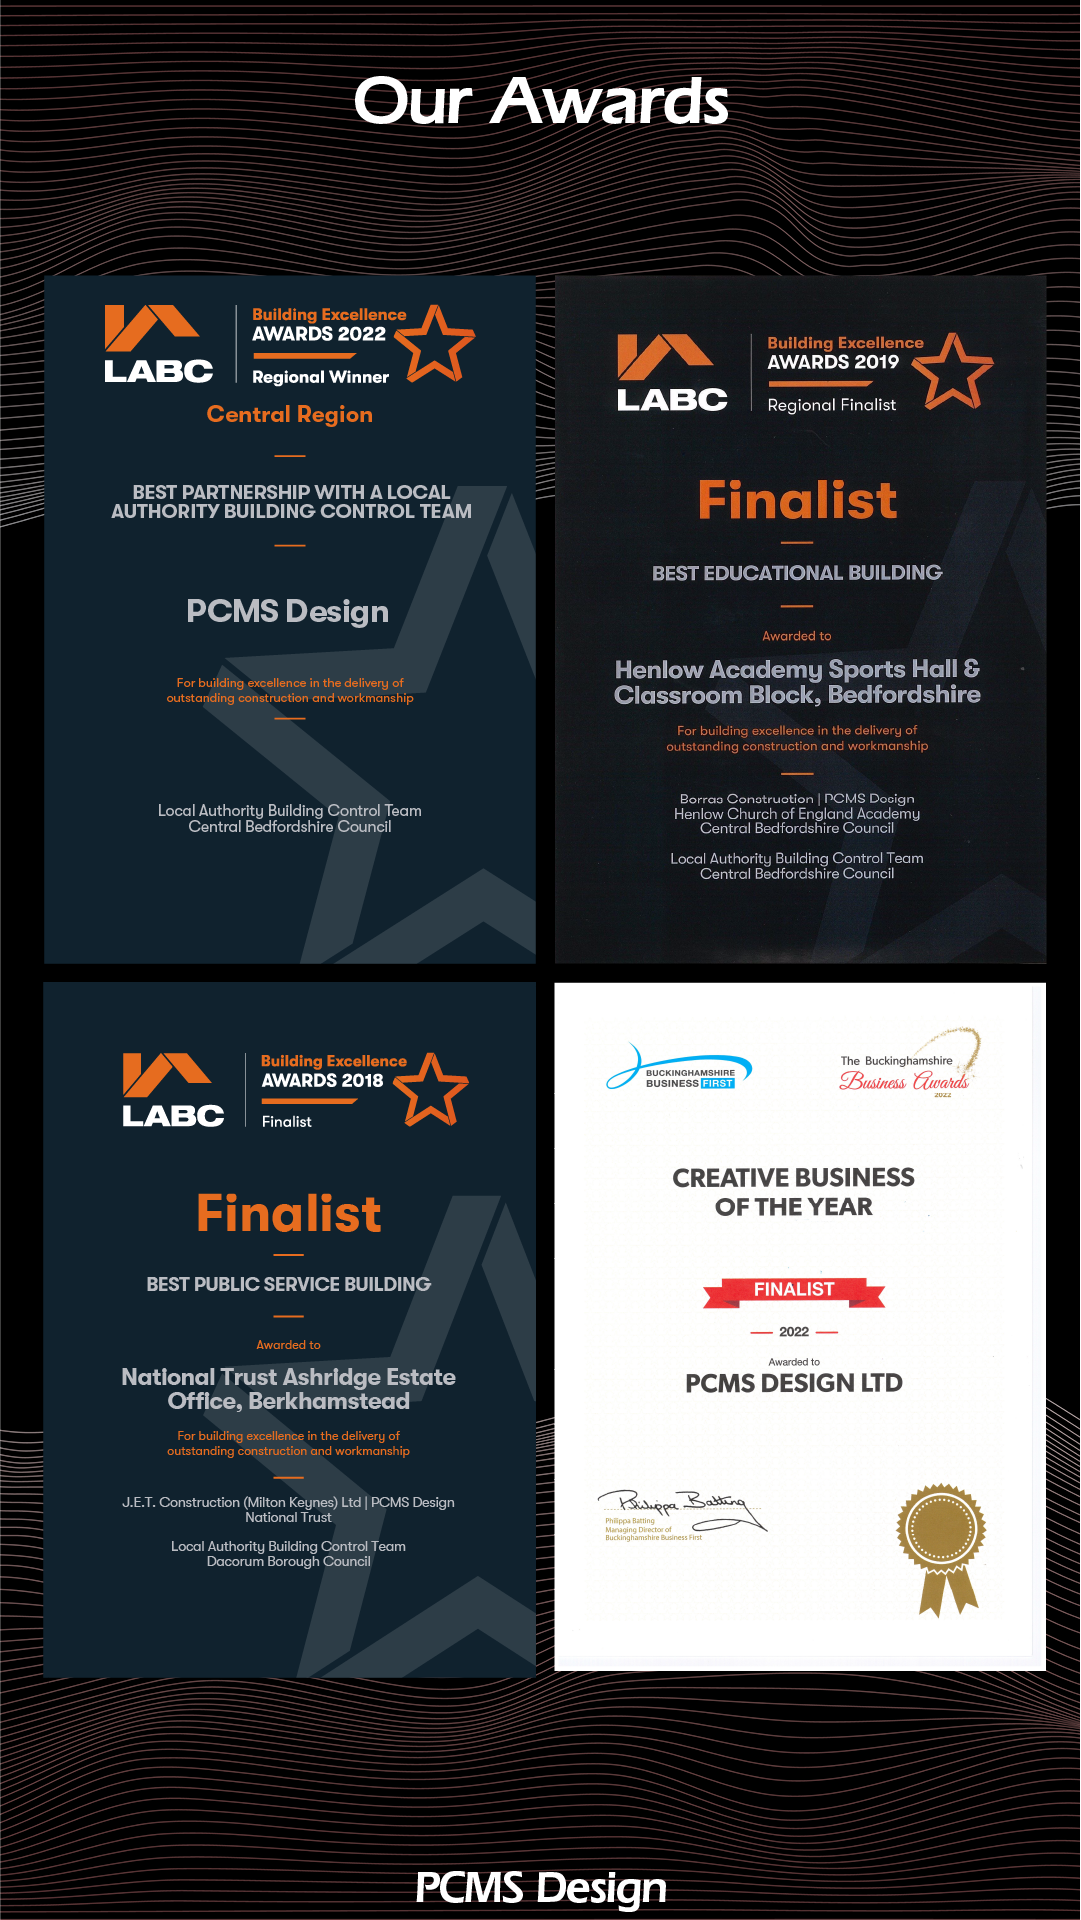 Our Awards
LABC
Building Excellence
AWARDS 2022
Regional Winner
Central Region
BEST PARTNERSHIP WITH A LOCAL
AUTHORITY BUILDING CONTROL TEAM
PCMS Design
For building excellence in the delivery of
outstanding construction and workmanship
Local Authority Building Control Team
Central Bedfordshire Council
LABC
Building Excellence
AWARDS 2019
Regional Finalist
Finalist
BEST EDUCATIONAL BUILDING
Awarded to
Henlow Academy Sports Hall &
Classroom Block, Bedfordshire
For building excellence in the delivery of
outstanding construction and workmanship
Borras Construction | PCMS Design
Henlow Church of England Academy
Central Bedfordshire Council
Local Authority Building Control Team
Central Bedfordshire Council
LABC
Building Excellence
AWARDS 2018
Finalist
Finalist
BEST PUBLIC SERVICE BUILDING
Awarded to
National Trust Ashridge Estate
Office, Berkhamstead
For building excellence in the delivery of
outstanding construction and workmanship
J.E.T. Construction (Milton Keynes) Ltd | PCMS Design
National Trust
Local Authority Building Control Team
Dacorum Borough Council
BUCKINGHAMSHIRE
BUSINESS FIRST
The Buckinghamshire
Business Awards
2022
CREATIVE BUSINESS
OF THE YEAR
FINALIST
2022
Awarded to
PCMS DESIGN LTD
Philippa Batting
Philippa Batting
Managing Director of
Buckinghamshire Business First
PCMS Design